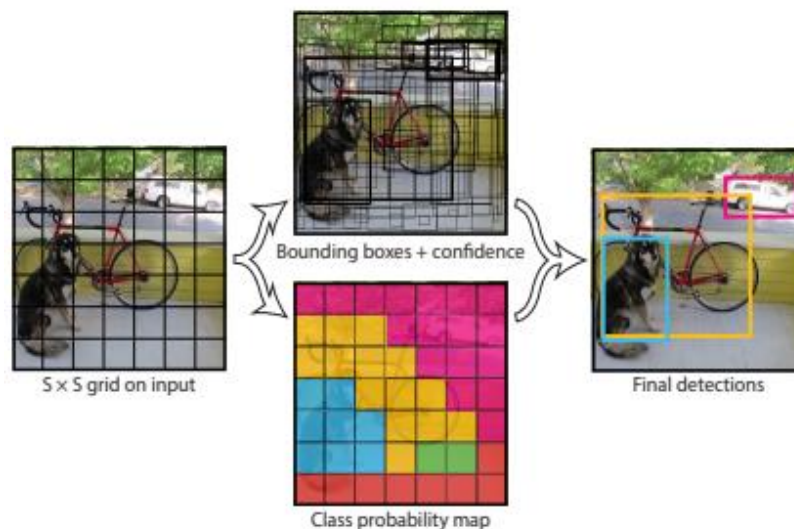 Bounding boxes + confidence
S × S grid on input
Final detections
Class probability map